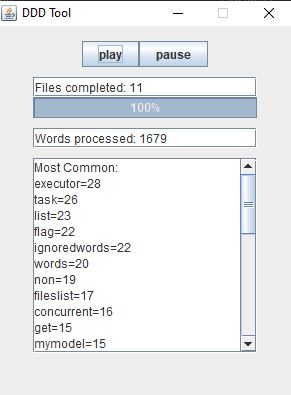 DDD Tool
play pause
Files completed: 11
100%
Words processed: 1679
Most Common:
executor=28
task=26
list=23
flag=22
ignoredwords=22
words=20
non=19
fileslist=17
concurrent=16
get=15
mymodel=15